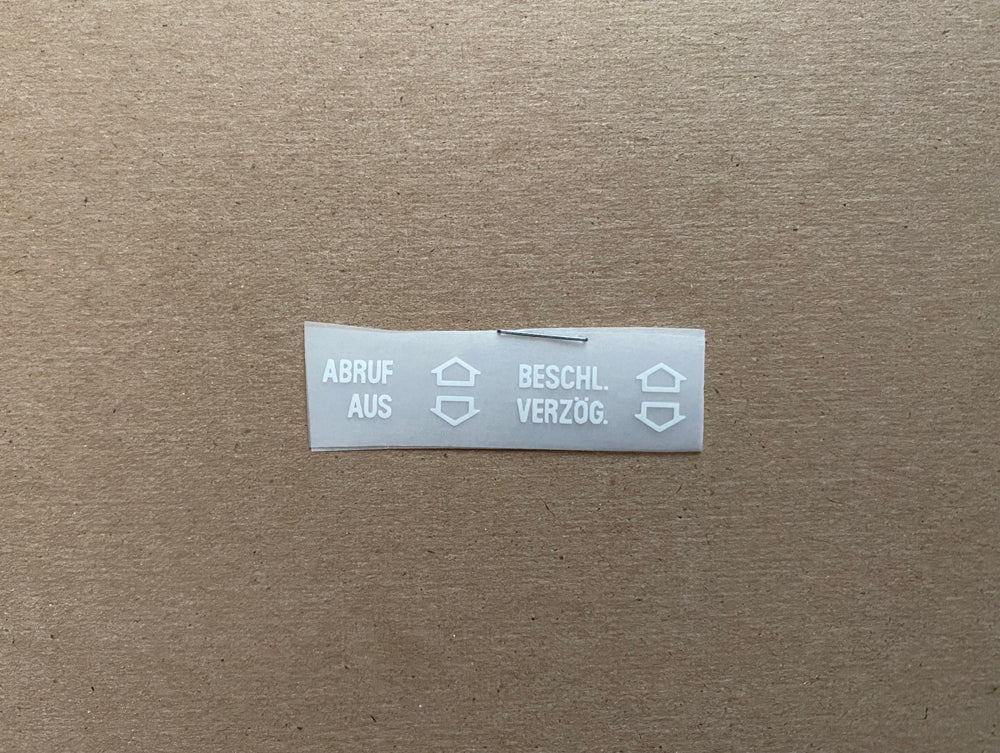 ABRUF
AUS
BESCHL.
VERZÖG.